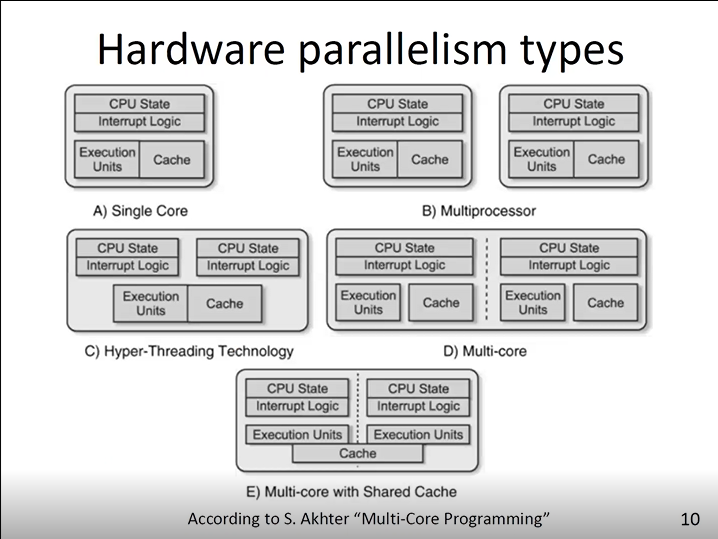 Hardware parallelism types
CPU State
Interrupt Logic
Execution
Units
Cache
A) Single Core
CPU State
Interrupt Logic
Execution
Units
Cache
CPU State
Interrupt Logic
Execution
Units
Cache
B) Multiprocessor
CPU State
Interrupt Logic
CPU State
Interrupt Logic
Execution
Units
Cache
C) Hyper-Threading Technology
CPU State
Interrupt Logic
Execution
Units
Cache
CPU State
Interrupt Logic
Execution
Units
Cache
D) Multi-core
CPU State
Interrupt Logic
Execution Units
CPU State
Interrupt Logic
Execution Units
Cache
E) Multi-core with Shared Cache
According to S. Akhter “Multi-Core Programming”
10